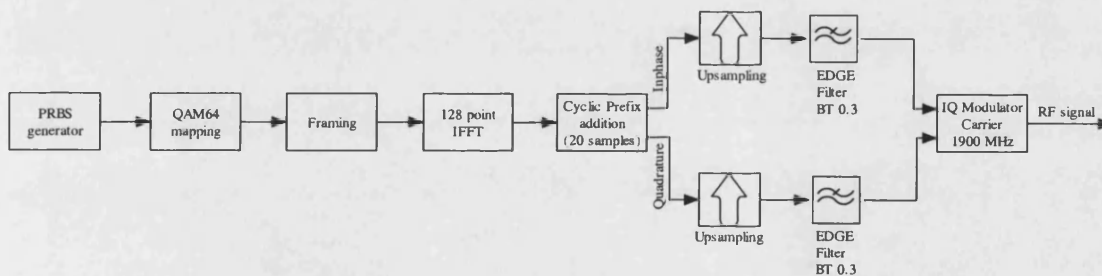 PRBS
generator
QAM64
mapping
Framing
128 point
IFFT
Cyclic Prefix
addition
(20 samples)
Inphase
Quadrature
Upsampling
EDGE
Filter
BT 0.3
Upsampling
EDGE
Filter
BT 0.3
IQ Modulator
Carrier
1900 MHz
RF signal